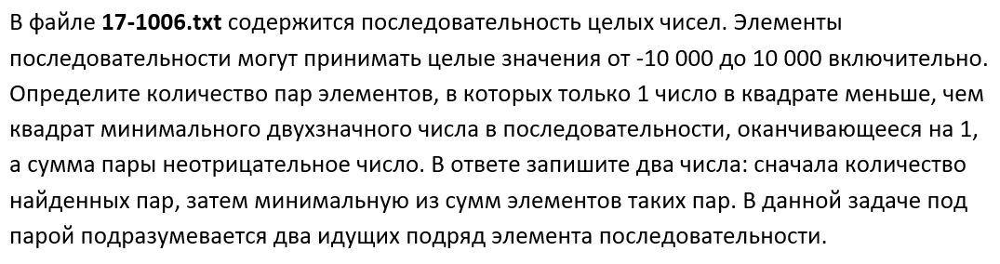 В файле 17-1006.txt содержится последовательность целых чисел. Элементы
последовательности могут принимать целые значения от -10 000 до 10 000 включительно.
Определите количество пар элементов, в которых только 1 число в квадрате меньше, чем
квадрат минимального двухзначного числа в последовательности, оканчивающееся на 1,
а сумма пары неотрицательное число. В ответе запишите два числа: сначала количество
найденных пар, затем минимальную из сумм элементов таких пар. В данной задаче под
парой подразумевается два идущих подряд элемента последовательности.